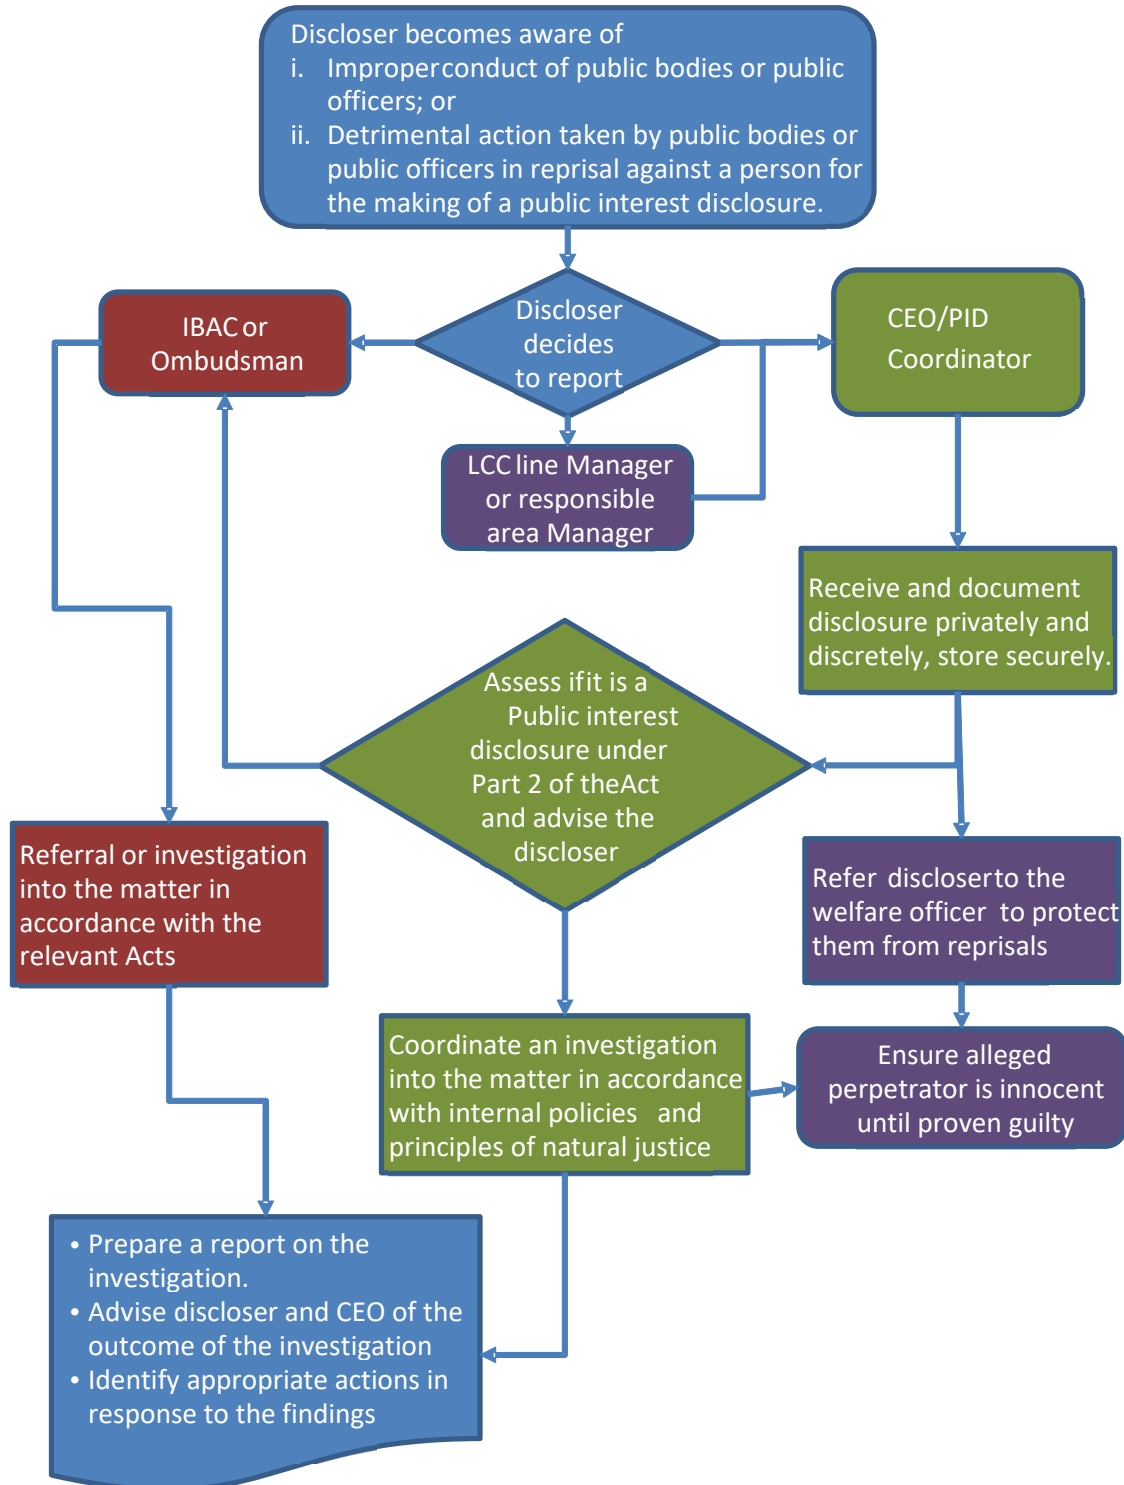 Discloser becomes aware of
i. Improperconduct of public bodies or public
officers; or
ii. Detrimental action taken by public bodies or
public officers in reprisal against a person for
the making of a public interest disclosure.
IBAC or
Ombudsman
Discloser
decides
to report
CEO/PID
Coordinator
LCC line Manager
or responsible
area Manager
Receive and document
disclosure privately and
discretely, store securely.
Assess ifit is a
Public interest
disclosure under
Part 2 of theAct
and advise the
discloser
Referral or investigation
into the matter in
accordance with the
relevant Acts
Refer discloserto the
welfare officer to protect
them from reprisals
Coordinate an investigation
into the matter in accordance
with internal policies and
principles of natural justice
Ensure alleged
perpetrator is innocent
until proven guilty
• Prepare a report on the
investigation.
• Advise discloser and CEO of the
outcome of the investigation
• Identify appropriate actions in
response to the findings